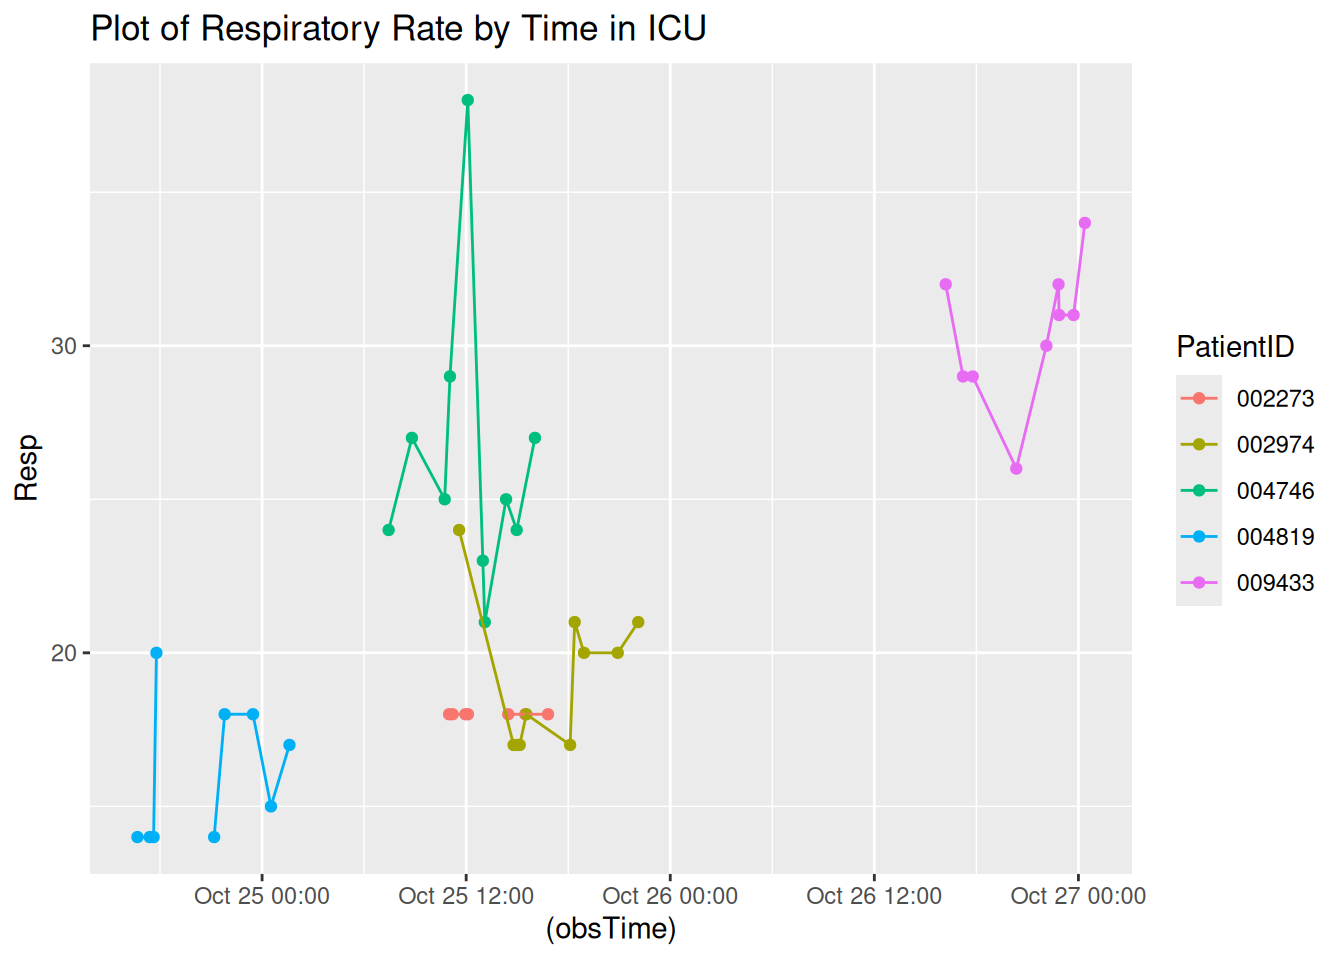 Plot of Respiratory Rate by Time in ICU
Resp
30
20
Oct 25 00:00
Oct 25 12:00
Oct 26 00:00
Oct 26 12:00
Oct 27 00:00
(obsTime)
PatientID
002273
002974
004746
004819
009433